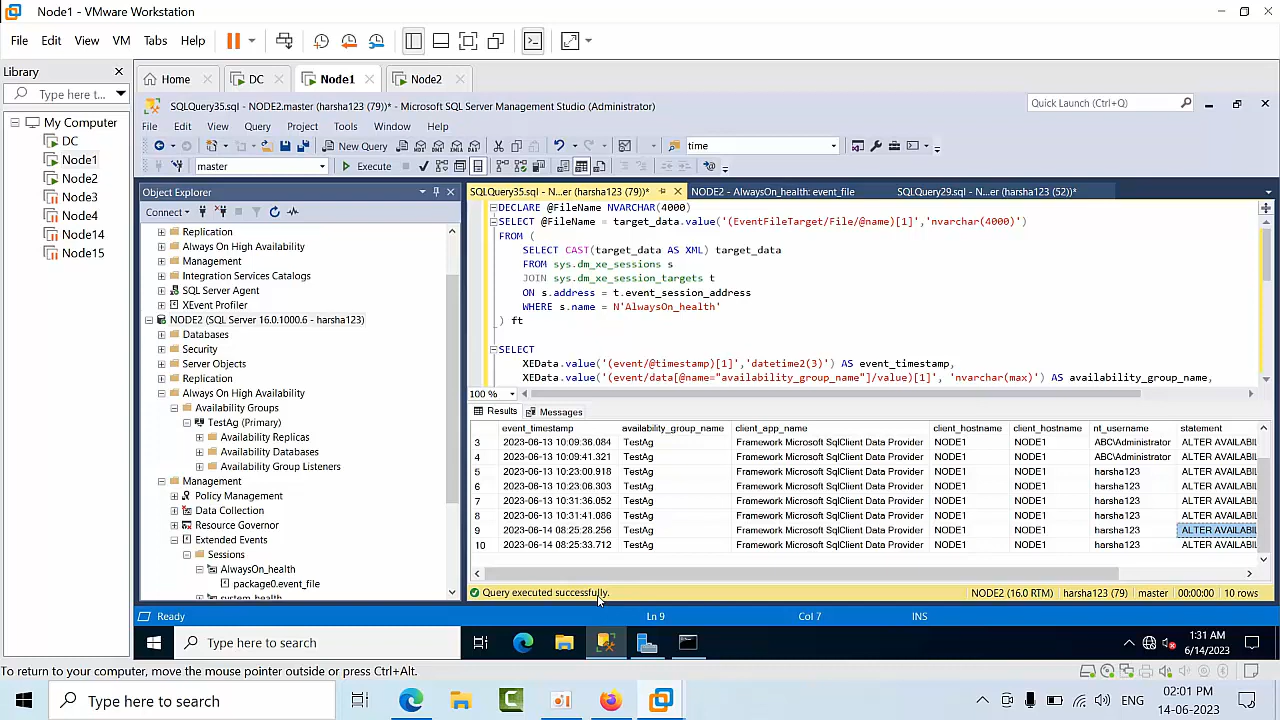 Node1 - VMware Workstation
File Edit View VM Tabs Help
Library
Type here t...
My Computer
DC
Node1
Node2
Node3
Node4
Node14
Node15
Home DC Node1 Node2
SQLQuery35.sql - NODE2.master (harsha123 (79))* - Microsoft SQL Server Management Studio (Administrator)
Quick Launch (Ctrl+Q)
File Edit View Query Project Tools Window Help
New Query
time
master
Execute
Object Explorer
Connect
Replication
Always On High Availability
Management
Integration Services Catalogs
SQL Server Agent
XEvent Profiler
NODE2 (SQL Server 16.0.1000.6 - harsha123)
Databases
Security
Server Objects
Replication
Always On High Availability
Availability Groups
TestAg (Primary)
Availability Replicas
Availability Databases
Availability Group Listeners
Management
Policy Management
Data Collection
Resource Governor
Extended Events
Sessions
AlwaysOn_health
package0.event_file
system_health
SQLQuery35.sql - N...er (harsha123 (79))* NODE2 - AlwaysOn_health: event_file SQLQuery29.sql - N...er (harsha123 (52))*
DECLARE @FileName NVARCHAR(4000)
SELECT @FileName = target_data.value('(EventFileTarget/File/@name)[1]','nvarchar(4000)')
FROM (
SELECT CAST(target_data AS XML) target_data
FROM sys.dm_xe_sessions s
JOIN sys.dm_xe_session_targets t
ON s.address = t.event_session_address
WHERE s.name = N'AlwaysOn_health'
) ft
SELECT
XEData.value('(event/@timestamp)[1]','datetime2(3)') AS event_timestamp,
XEData.value('(event/data[@name="availability_group_name"]/value)[1]', 'nvarchar(max)') AS availability_group_name,
100 %
Results Messages
event_timestamp availability_group_name client_app_name client_hostname client_hostname nt_username statement
3 2023-06-13 10:09:36.084 TestAg Framework Microsoft SqlClient Data Provider NODE1 NODE1 ABC\Administrator ALTER AVAILABIL
4 2023-06-13 10:09:41.321 TestAg Framework Microsoft SqlClient Data Provider NODE1 NODE1 ABC\Administrator ALTER AVAILABIL
5 2023-06-13 10:23:00.918 TestAg Framework Microsoft SqlClient Data Provider NODE1 NODE1 harsha123 ALTER AVAILABIL
6 2023-06-13 10:23:06.303 TestAg Framework Microsoft SqlClient Data Provider NODE1 NODE1 harsha123 ALTER AVAILABIL
7 2023-06-13 10:31:36.052 TestAg Framework Microsoft SqlClient Data Provider NODE1 NODE1 harsha123 ALTER AVAILABIL
8 2023-06-13 10:31:41.086 TestAg Framework Microsoft SqlClient Data Provider NODE1 NODE1 harsha123 ALTER AVAILABIL
9 2023-06-14 08:25:28.256 TestAg Framework Microsoft SqlClient Data Provider NODE1 NODE1 harsha123 ALTER AVAILABIL
10 2023-06-14 08:25:33.712 TestAg Framework Microsoft SqlClient Data Provider NODE1 NODE1 harsha123 ALTER AVAILABIL
Query executed successfully. NODE2 (16.0 RTM) harsha123 (79) master 00:00:00 10 rows
Ready Ln 9 Col 7 INS
Type here to search
1:31 AM
6/14/2023
To return to your computer, move the mouse pointer outside or press Ctrl+Alt.
Type here to search
ENG
02:01 PM
14-06-2023